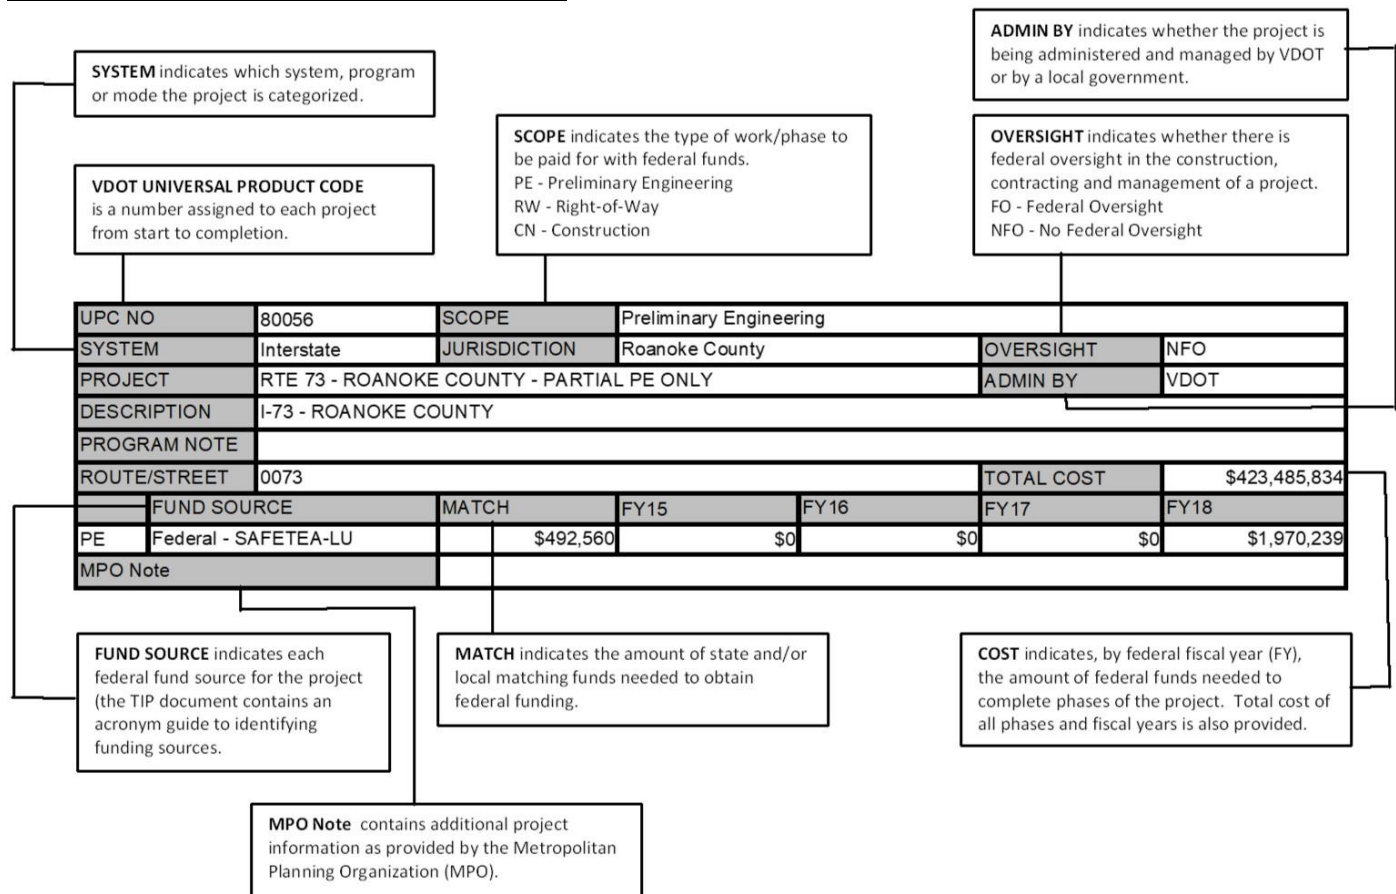 ADMIN BY indicates whether the project is
being administered and managed by VDOT
or by a local government.
SYSTEM indicates which system, program
or mode the project is categorized.
SCOPE indicates the type of work/phase to
be paid for with federal funds.
PE - Preliminary Engineering
RW - Right-of-Way
CN - Construction
OVERSIGHT indicates whether there is
federal oversight in the construction,
contracting and management of a project.
FO - Federal Oversight
NFO - No Federal Oversight
VDOT UNIVERSAL PRODUCT CODE
is a number assigned to each project
from start to completion.
UPC NO 80056 SCOPE Preliminary Engineering
SYSTEM Interstate JURISDICTION Roanoke County OVERSIGHT NFO
PROJECT RTE 73 - ROANOKE COUNTY - PARTIAL PE ONLY ADMIN BY VDOT
DESCRIPTION I-73 - ROANOKE COUNTY
PROGRAM NOTE
ROUTE/STREET 0073 TOTAL COST $423,485,834
FUND SOURCE MATCH FY15 FY16 FY17 FY18
PE Federal - SAFETEA-LU $492,560 $0 $0 $0 $1,970,239
MPO Note
FUND SOURCE indicates each
federal fund source for the project
(the TIP document contains an
acronym guide to identifying
funding sources.
MATCH indicates the amount of state and/or
local matching funds needed to obtain
federal funding.
COST indicates, by federal fiscal year (FY),
the amount of federal funds needed to
complete phases of the project. Total cost of
all phases and fiscal years is also provided.
MPO Note contains additional project
information as provided by the Metropolitan
Planning Organization (MPO).